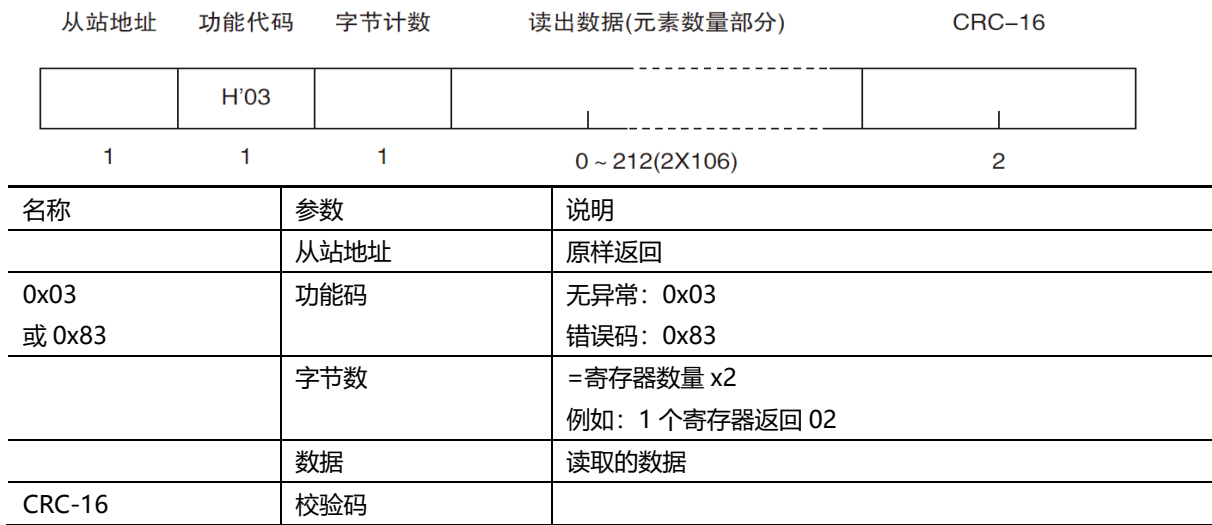 从站地址 功能代码 字节计数 读出数据(元素数量部分) CRC–16
H'03
1 1 1 0 ~ 212(2X106) 2
名称 参数 说明
从站地址 原样返回
0x03 功能码 无异常：0x03
或 0x83 错误码：0x83
字节数 =寄存器数量 x2
例如：1 个寄存器返回 02
数据 读取的数据
CRC-16 校验码